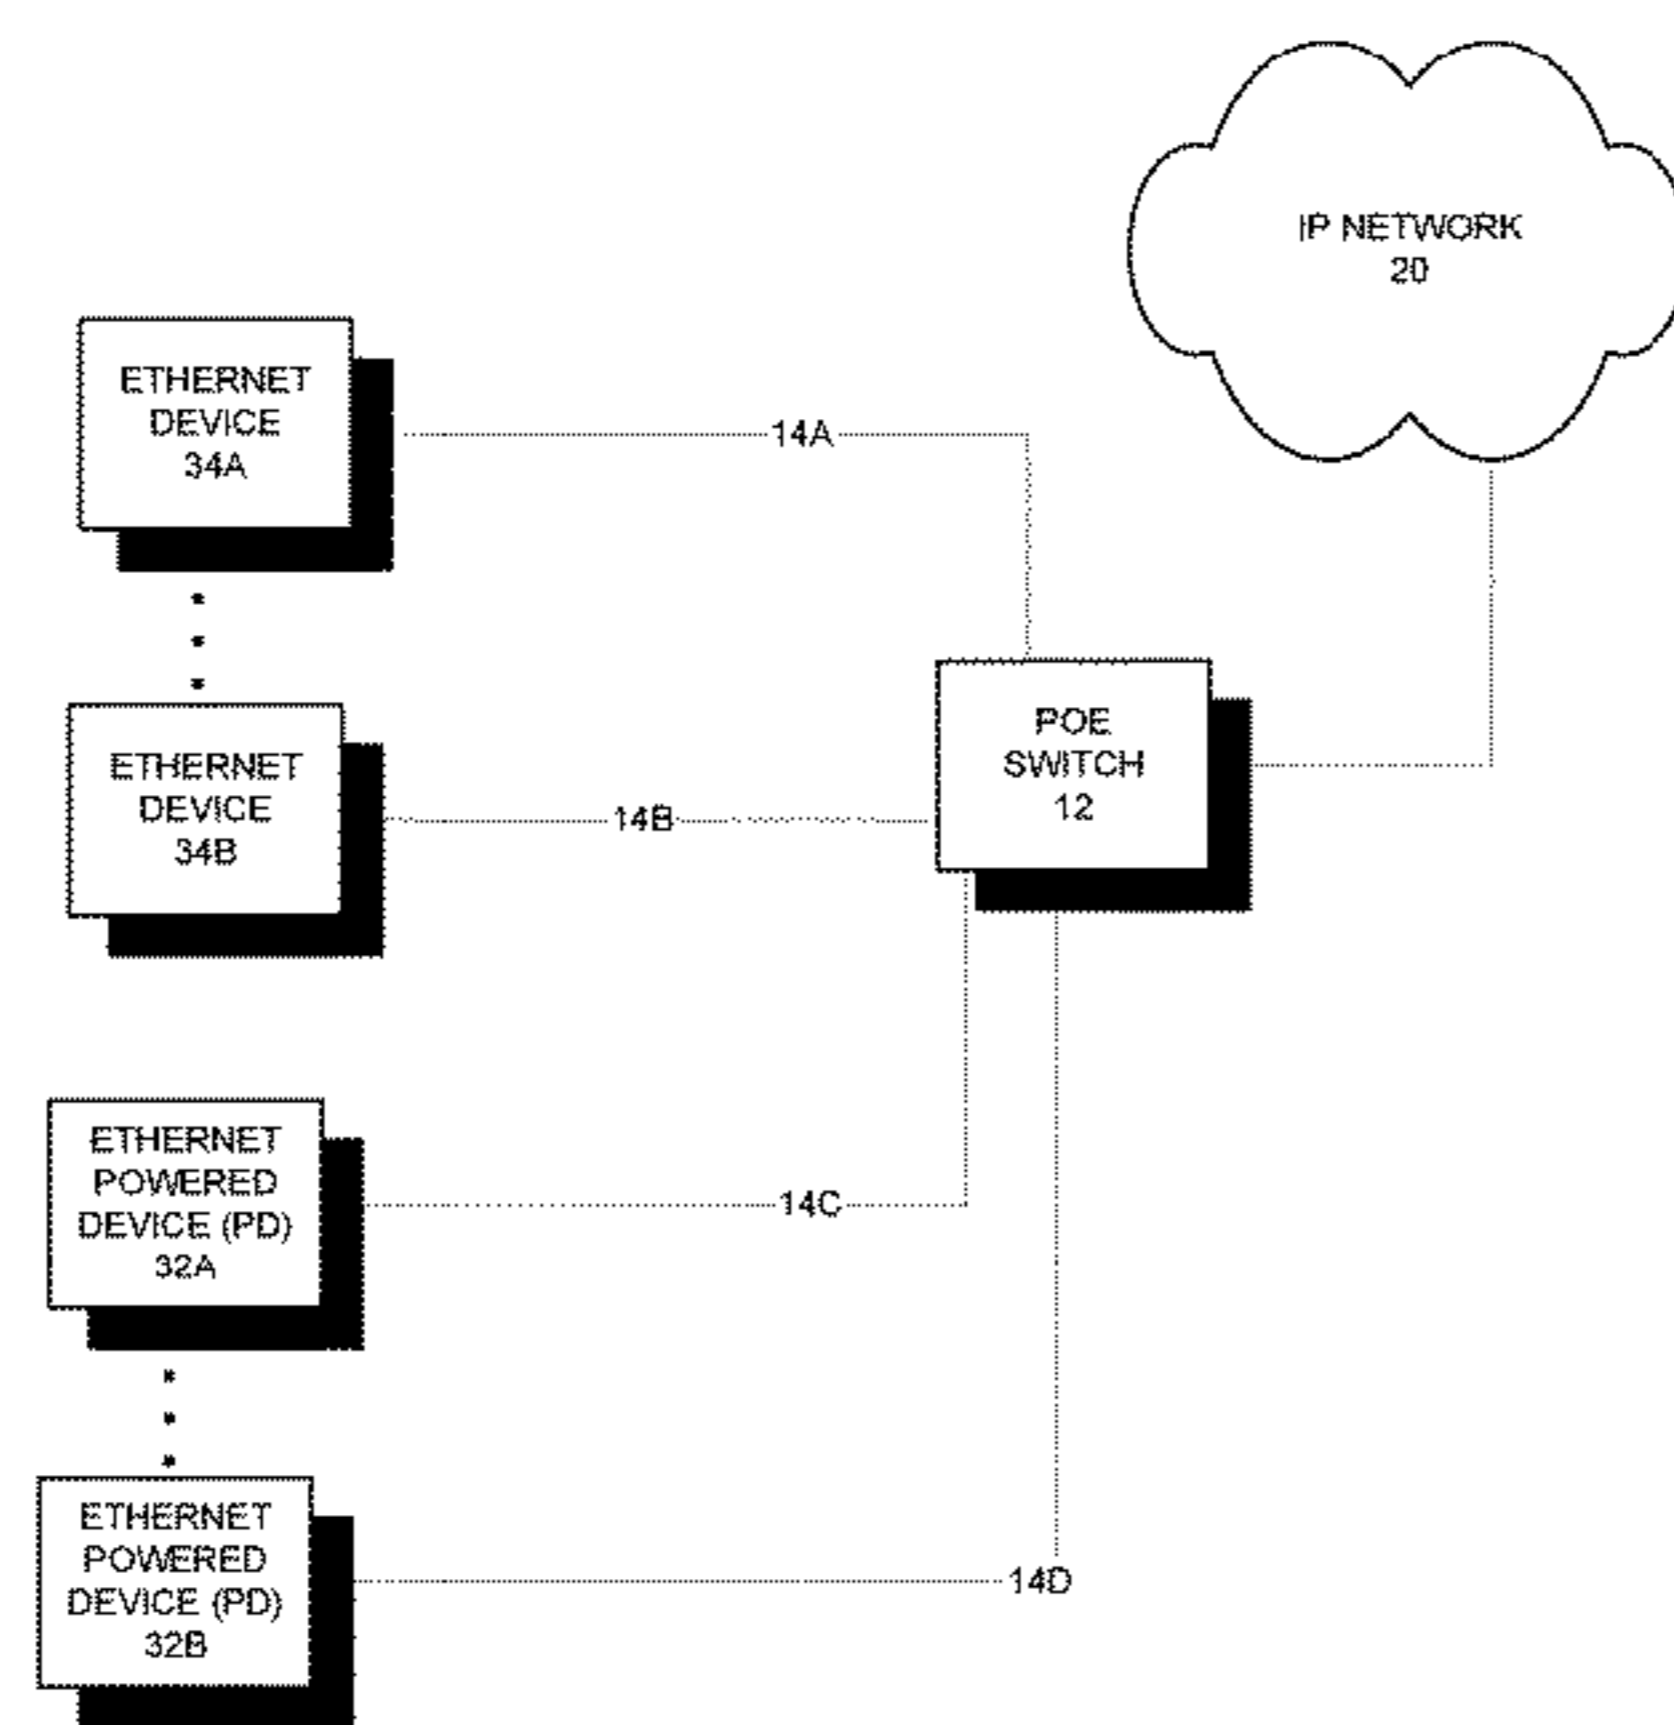 IP NETWORK
20
ETHERNET
DEVICE
34A
14A
POE
SWITCH
12
ETHERNET
DEVICE
34B
14B
ETHERNET
POWERED
DEVICE (PD)
32A
14C
ETHERNET
POWERED
DEVICE (PD)
32B
14D